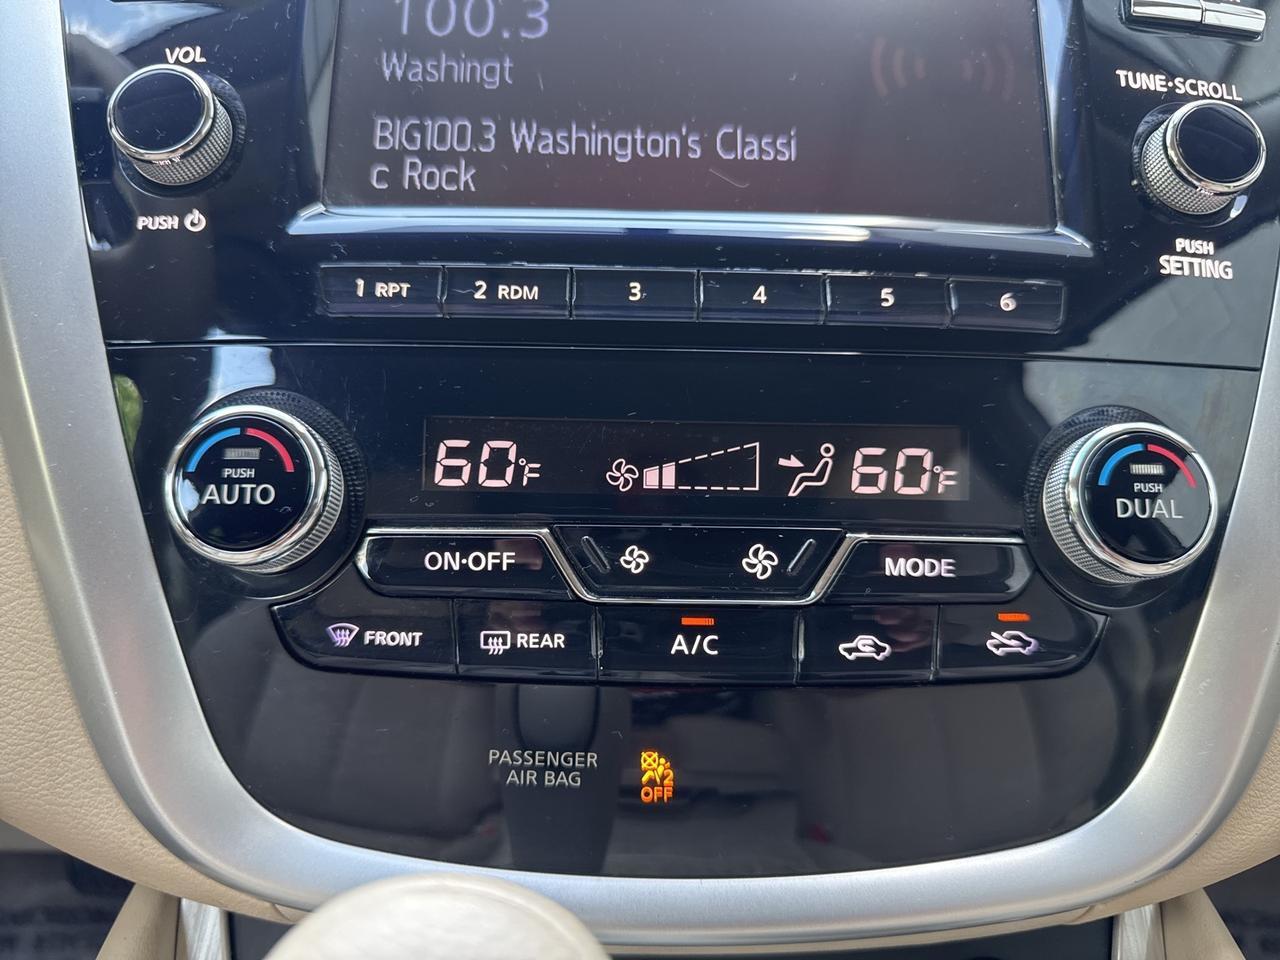 100.3
VOL
Washingt
TUNE·SCROLL
BIG100.3 Washington's Classi
c Rock
PUSH
PUSH
SETTING
1 RPT
2 RDM
3
4
5
6
60°F
60°F
PUSH
AUTO
PUSH
DUAL
ON·OFF
MODE
FRONT
REAR
A/C
PASSENGER
AIR BAG
2
OFF